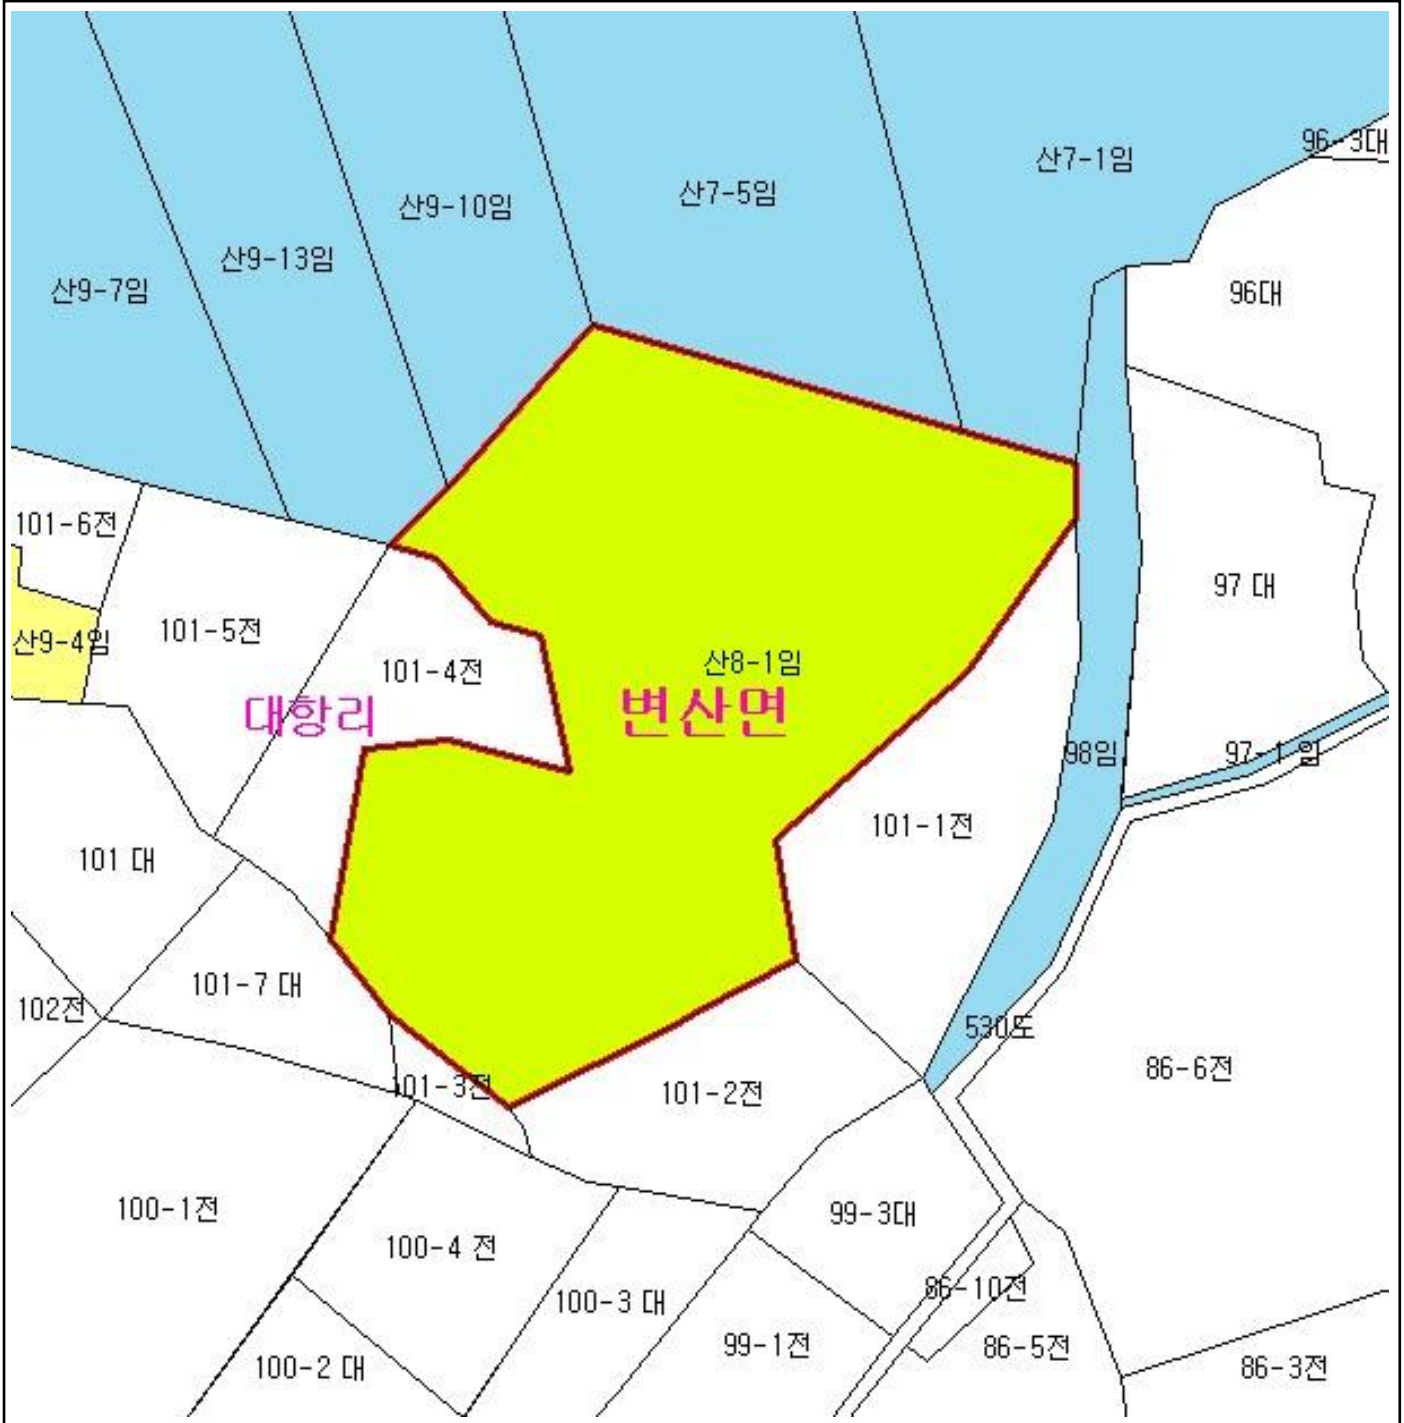 96-3대
산7-1임
산7-5임
산9-10임
산9-13임
산9-7임
96대
101-6전
97 대
101-5전
산9-4임
산8-1임
101-4전
대항리
변산면
98임
97-1 임
101-1전
101 대
101-7 대
102전
530도
86-6전
101-3전
101-2전
100-1전
99-3대
100-4 전
86-10전
100-3 대
99-1전
86-5전
100-2 대
86-3전